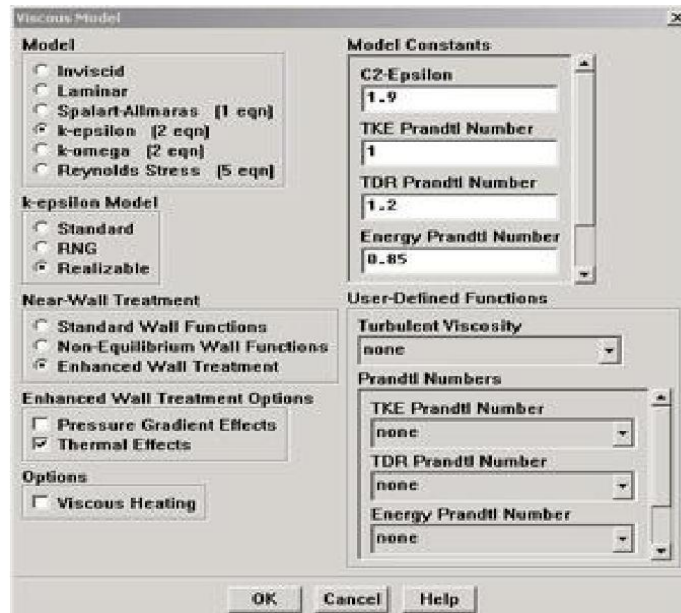 Viscous Model
Model
Inviscid
Laminar
Spalart-Allmaras (1 eqn)
k-epsilon (2 eqn)
k-omega (2 eqn)
Reynolds Stress (5 eqn)
k-epsilon Model
Standard
RNG
Realizable
Near-Wall Treatment
Standard Wall Functions
Non-Equilibrium Wall Functions
Enhanced Wall Treatment
Enhanced Wall Treatment Options
Pressure Gradient Effects
Thermal Effects
Options
Viscous Heating
Model Constants
C2-Epsilon
1.9
TKE Prandtl Number
1
TDR Prandtl Number
1.2
Energy Prandtl Number
0.85
User-Defined Functions
Turbulent Viscosity
none
Prandtl Numbers
TKE Prandtl Number
none
TDR Prandtl Number
none
Energy Prandtl Number
none
OK Cancel Help